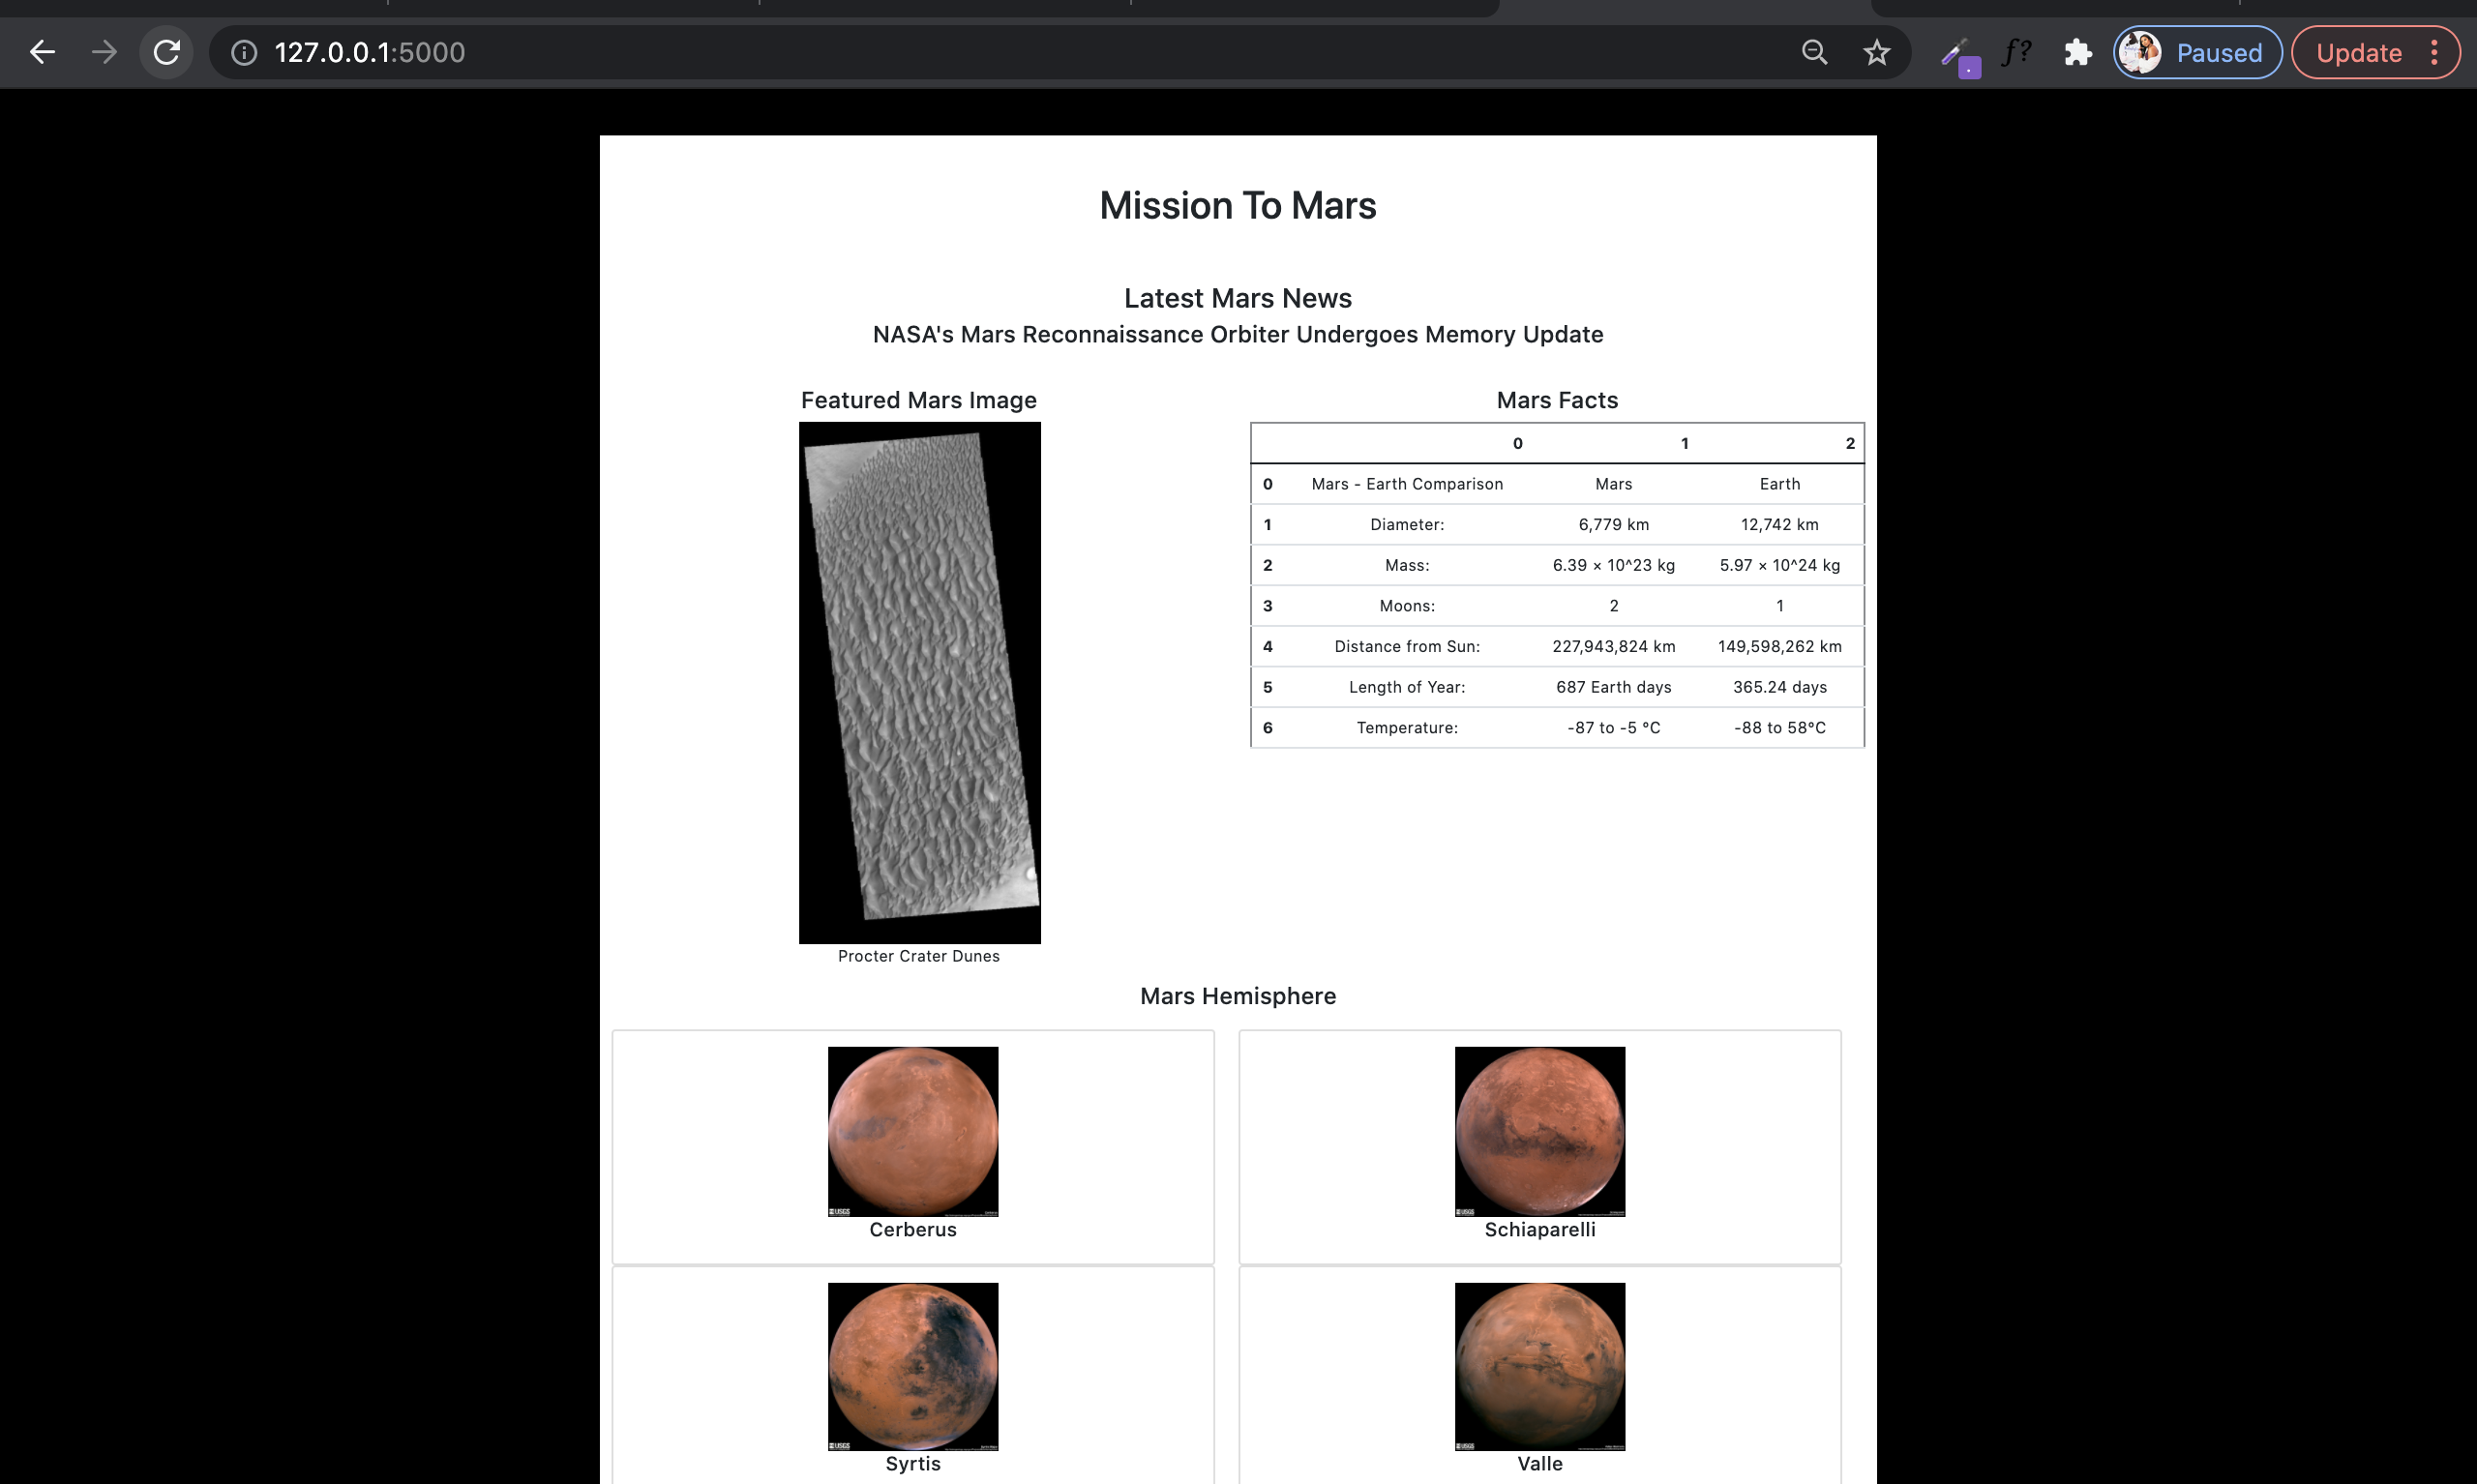 127.0.0.1:5000
f?
Paused
Update
Mission To Mars
Latest Mars News
NASA's Mars Reconnaissance Orbiter Undergoes Memory Update
Featured Mars Image
Procter Crater Dunes
Mars Facts
0 1 2
0 Mars - Earth Comparison Mars Earth
1 Diameter: 6,779 km 12,742 km
2 Mass: 6.39 × 10^23 kg 5.97 × 10^24 kg
3 Moons: 2 1
4 Distance from Sun: 227,943,824 km 149,598,262 km
5 Length of Year: 687 Earth days 365.24 days
6 Temperature: -87 to -5 °C -88 to 58°C
Mars Hemisphere
USGS
Cerberus
USGS
Schiaparelli
USGS
Syrtis
USGS
Valle